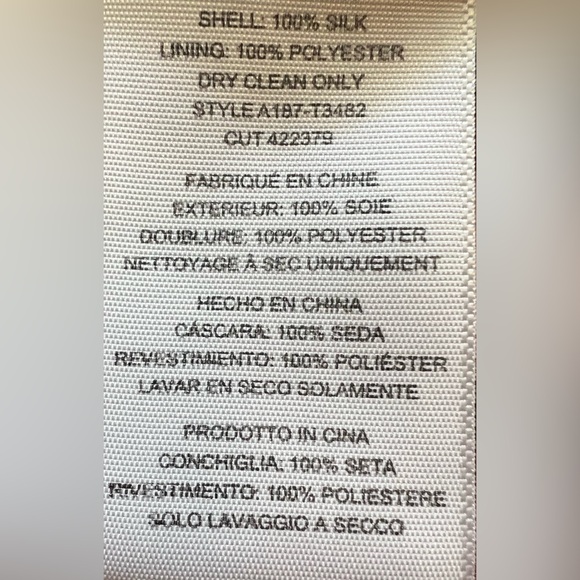 SHELL: 100% SILK
LINING: 100% POLYESTER
DRY CLEAN ONLY
STYLE A187-T3482
CUT 422379
FABRIQUÉ EN CHINE
EXTERIEUR: 100% SOIE
DOUBLURE: 100% POLYESTER
NETTOYAGE À SEC UNIQUEMENT
HECHO EN CHINA
CÁSCARA: 100% SEDA
REVESTIMIENTO: 100% POLIÉSTER
LAVAR EN SECO SOLAMENTE
PRODOTTO IN CINA
CONCHIGLIA: 100% SETA
RIVESTIMENTO: 100% POLIESTERE
SOLO LAVAGGIO A SECCO